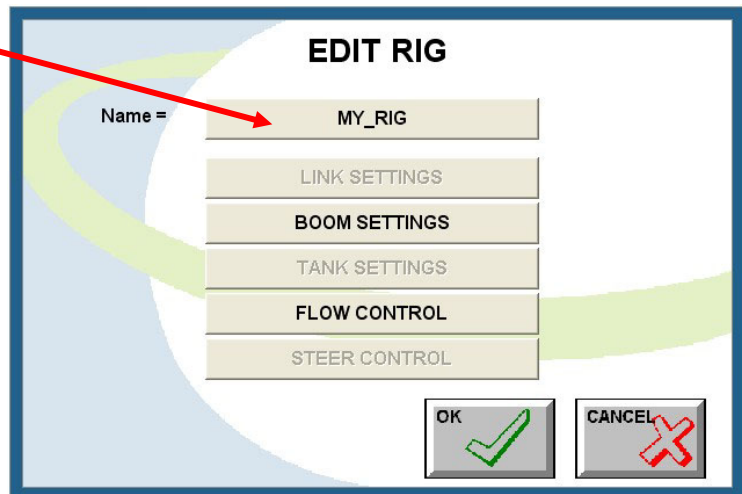 EDIT RIG
Name = MY_RIG
LINK SETTINGS
BOOM SETTINGS
TANK SETTINGS
FLOW CONTROL
STEER CONTROL
OK CANCEL